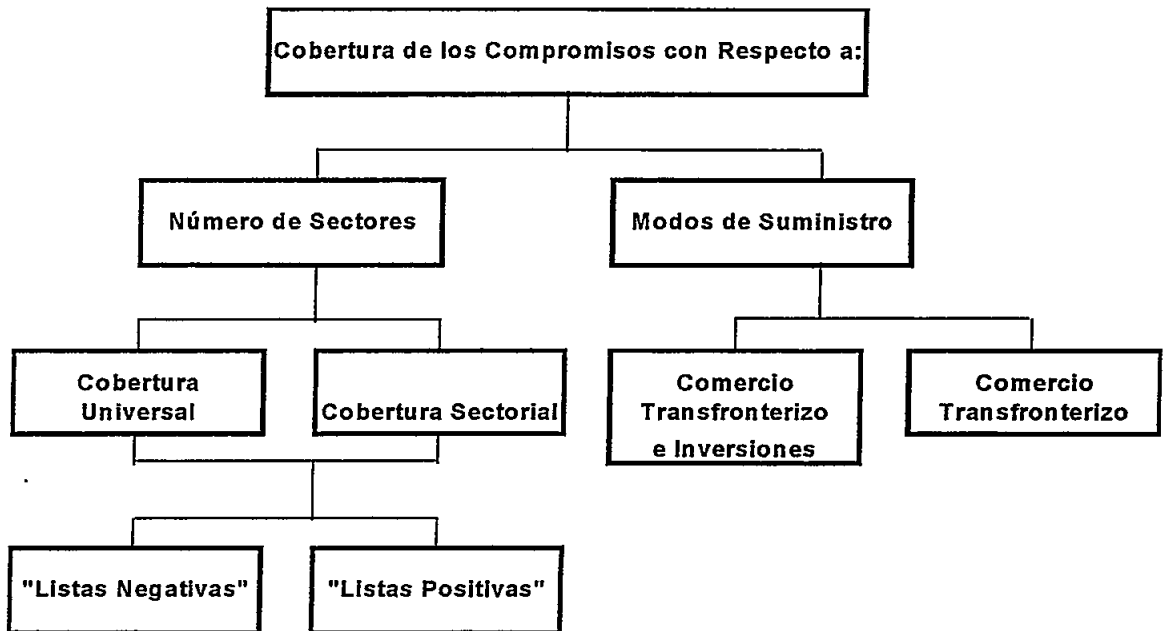 Cobertura de los Compromisos con Respecto a:
Número de Sectores
Modos de Suministro
Cobertura
Universal
Cobertura Sectorial
Comercio
Transfronterizo
e Inversiones
Comercio
Transfronterizo
"Listas Negativas"
"Listas Positivas"